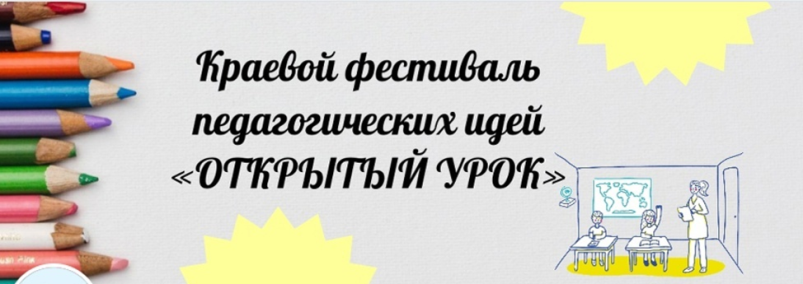 Краевой фестиваль
педагогических идей
«ОТКРЫТЫЙ УРОК»